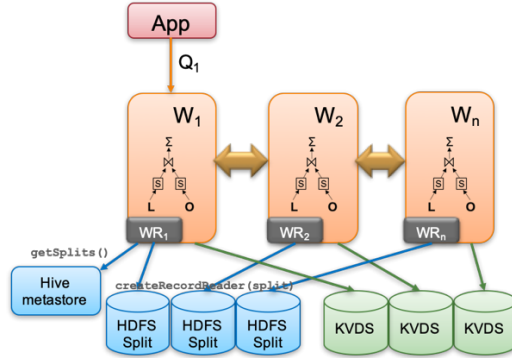 App
Q1
W1
W2
Wn
Σ
Σ
Σ
⋈
⋈
⋈
S S
S S
S S
L O
L O
L O
WR1
WR2
WRn
getSplits()
Hive
metastore
createRecordReader(split)
HDFS
Split
HDFS
Split
HDFS
Split
KVDS
KVDS
KVDS